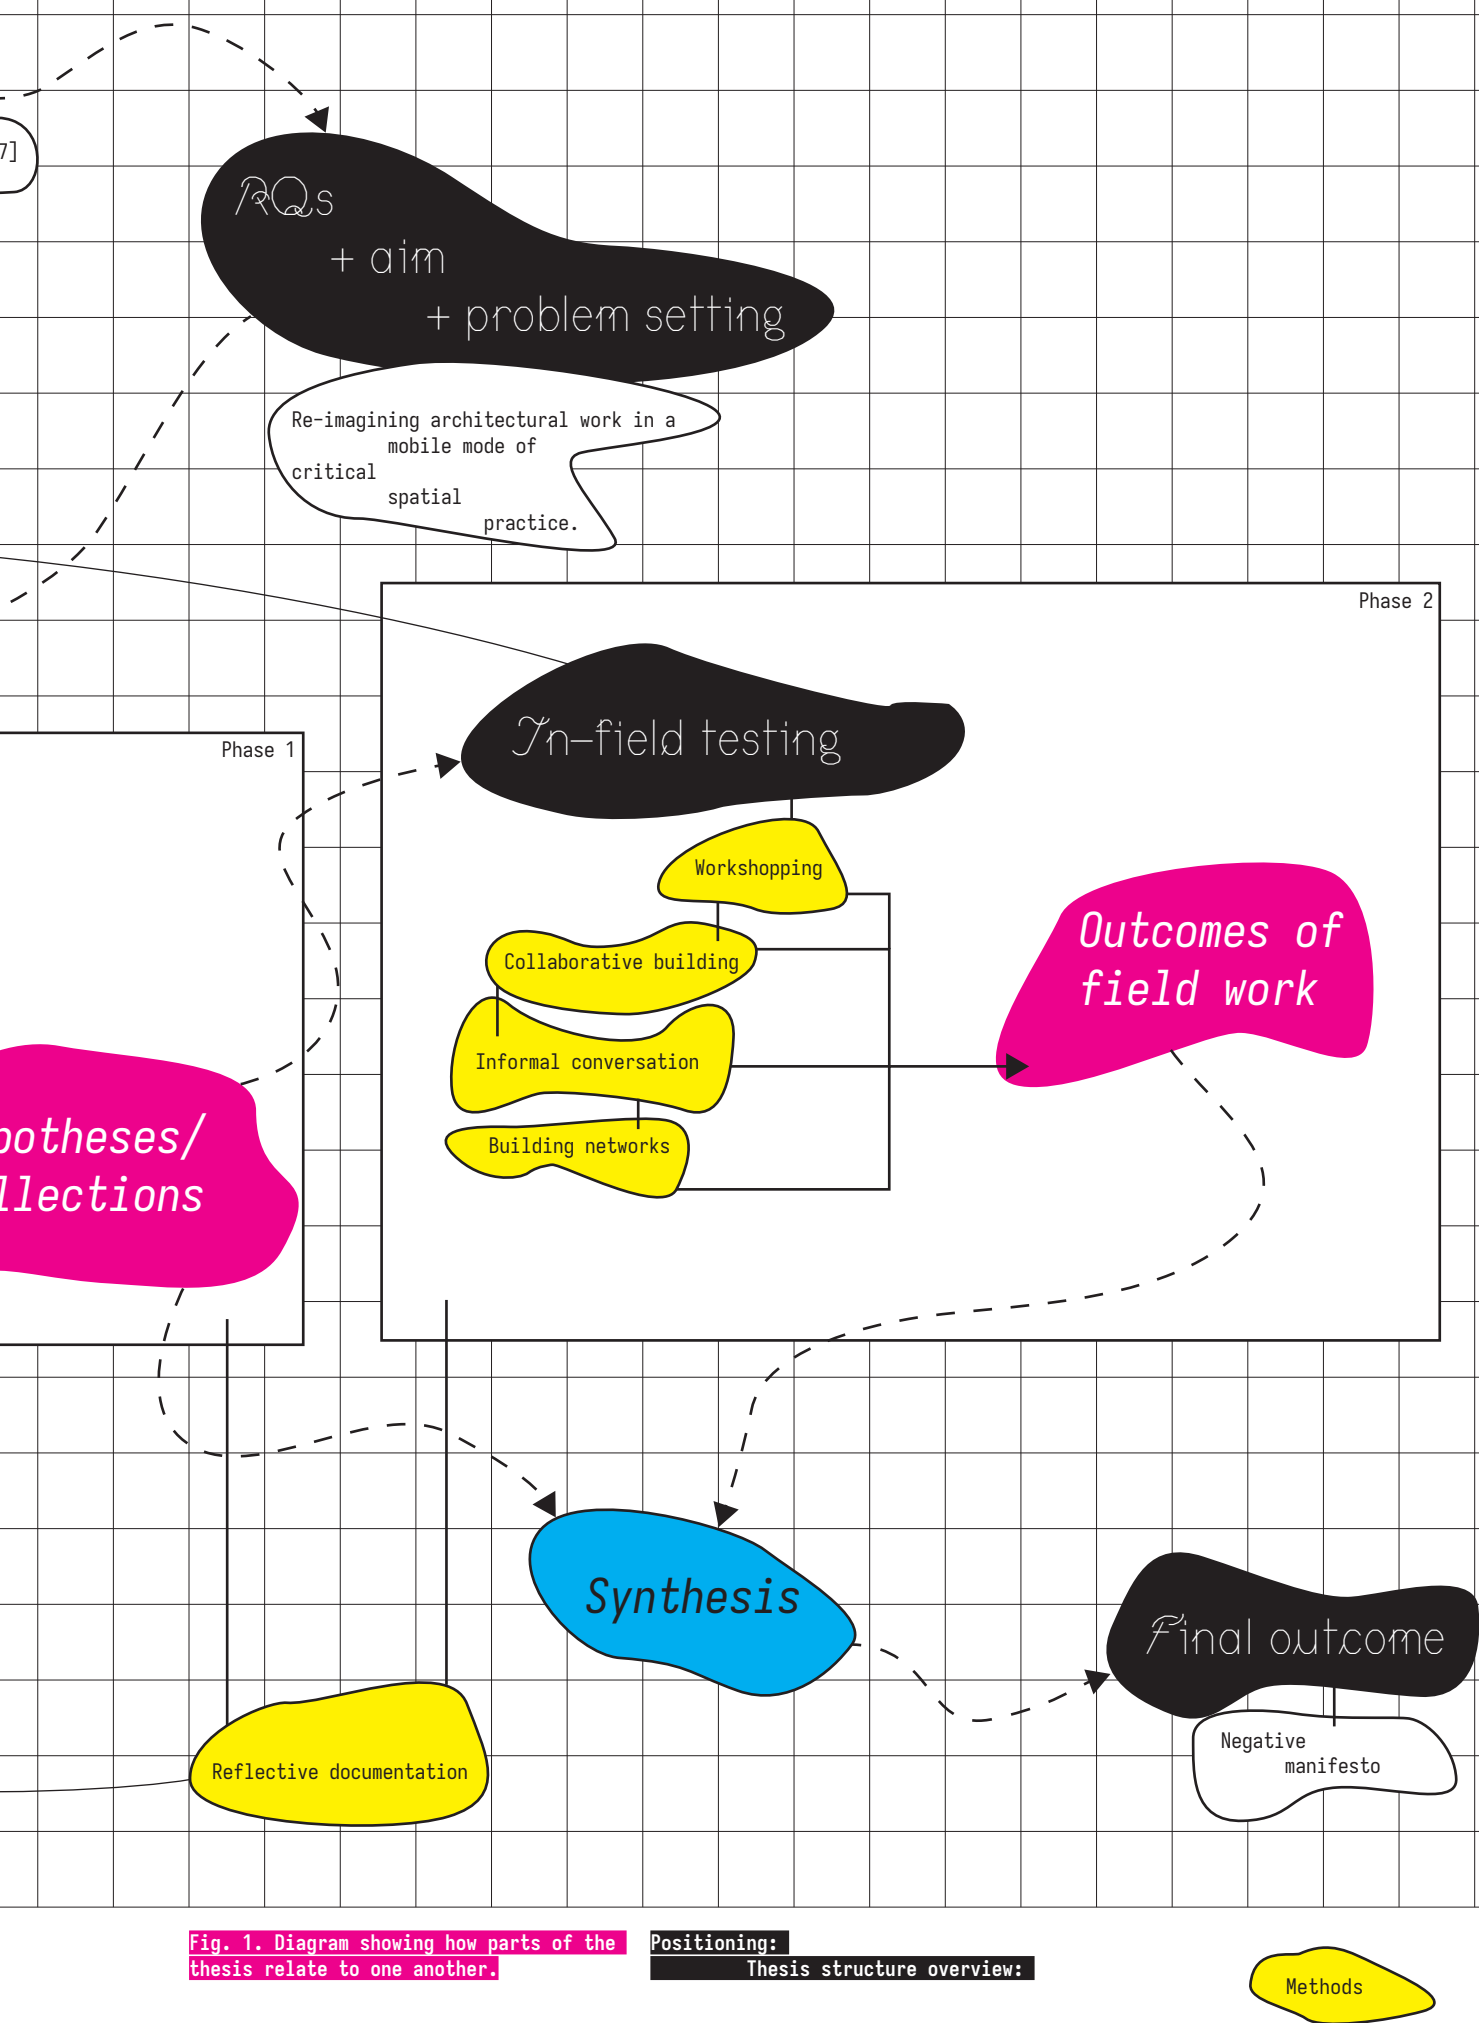 7]
RQs
+ aim
+ problem setting
Re-imagining architectural work in a
mobile mode of
critical
spatial
practice.
Phase 2
In-field testing
Phase 1
Workshopping
Outcomes of
field work
Collaborative building
Informal conversation
Building networks
potheses/
llections
Synthesis
Final outcome
Negative
manifesto
Reflective documentation
Fig. 1. Diagram showing how parts of the
thesis relate to one another.
Positioning:
Thesis structure overview:
Methods